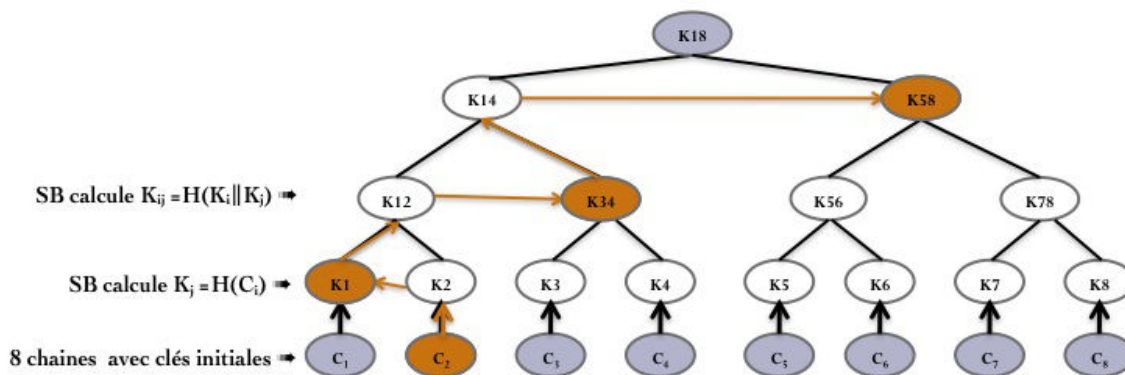 K18
K14 K58
SB calcule Kij =H(Ki||Kj) ➠ K12 K34 K56 K78
SB calcule Kj =H(Ci) ➠ K1 K2 K3 K4 K5 K6 K7 K8
8 chaines avec clés initiales ➠ C1 C2 C3 C4 C5 C6 C7 C8